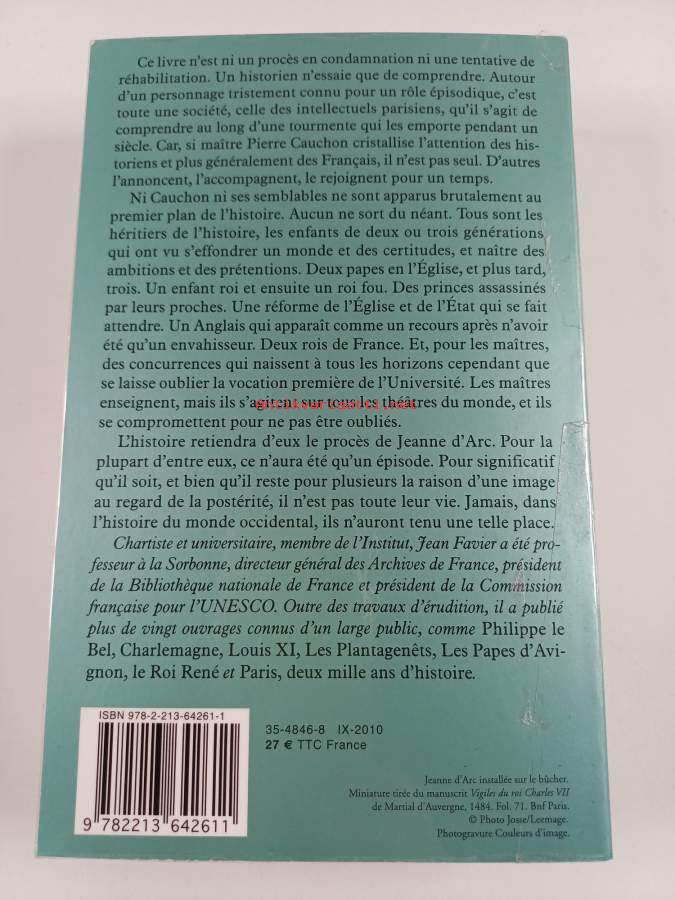 Ce livre n'est ni un procès en condamnation ni une tentative de
réhabilitation. Un historien n'essaie que de comprendre. Autour
d'un personnage tristement connu pour un rôle épisodique, c'est
toute une société, celle des intellectuels parisiens, qu'il s'agit de
comprendre au long d'une tourmente qui les emporte pendant un
siècle. Car, si maître Pierre Cauchon cristallise l'attention des his-
toriens et plus généralement des Français, il n'est pas seul. D'autres
l'annoncent, l'accompagnent, le rejoignent pour un temps.
Ni Cauchon ni ses semblables ne sont apparus brutalement au
premier plan de l'histoire. Aucun ne sort du néant. Tous sont les
héritiers de l'histoire, les enfants de deux ou trois générations
qui ont vu s'effondrer un monde et des certitudes, et naître des
ambitions et des prétentions. Deux papes en l'Église, et plus tard,
trois. Un enfant roi et ensuite un roi fou. Des princes assassinés
par leurs proches. Une réforme de l'Église et de l'État qui se fait
attendre. Un Anglais qui apparaît comme un recours après n'avoir
été qu'un envahisseur. Deux rois de France. Et, pour les maîtres,
des concurrences qui naissent à tous les horizons cependant que
se laisse oublier la vocation première de l'Université. Les maîtres
enseignent, mais ils s'agitent sur tous les théâtres du monde, et ils
se compromettent pour ne pas être oubliés.
L'histoire retiendra d'eux le procès de Jeanne d'Arc. Pour la
plupart d'entre eux, ce n'aura été qu'un épisode. Pour significatif
qu'il soit, et bien qu'il reste pour plusieurs la raison d'une image
au regard de la postérité, il n'est pas toute leur vie. Jamais, dans
l'histoire du monde occidental, ils n'auront tenu une telle place.
Chartiste et universitaire, membre de l'Institut, Jean Favier a été pro-
fesseur à la Sorbonne, directeur général des Archives de France, président
de la Bibliothèque nationale de France et président de la Commission
française pour l'UNESCO. Outre des travaux d'érudition, il a publié
plus de vingt ouvrages connus d'un large public, comme Philippe le
Bel, Charlemagne, Louis XI, Les Plantagenêts, Les Papes d'Avi-
gnon, le Roi René et Paris, deux mille ans d'histoire.
ISBN 978-2-213-64261-1
35-4846-8 IX-2010
27 € TTC France
9 782213 642611
Jeanne d'Arc installée sur le bûcher.
Miniature tirée du manuscrit Vigiles du roi Charles VII
de Martial d'Auvergne, 1484. Fol. 71. Bnf Paris.
© Photo Josse/Leemage.
Photogravure Couleurs d'image.